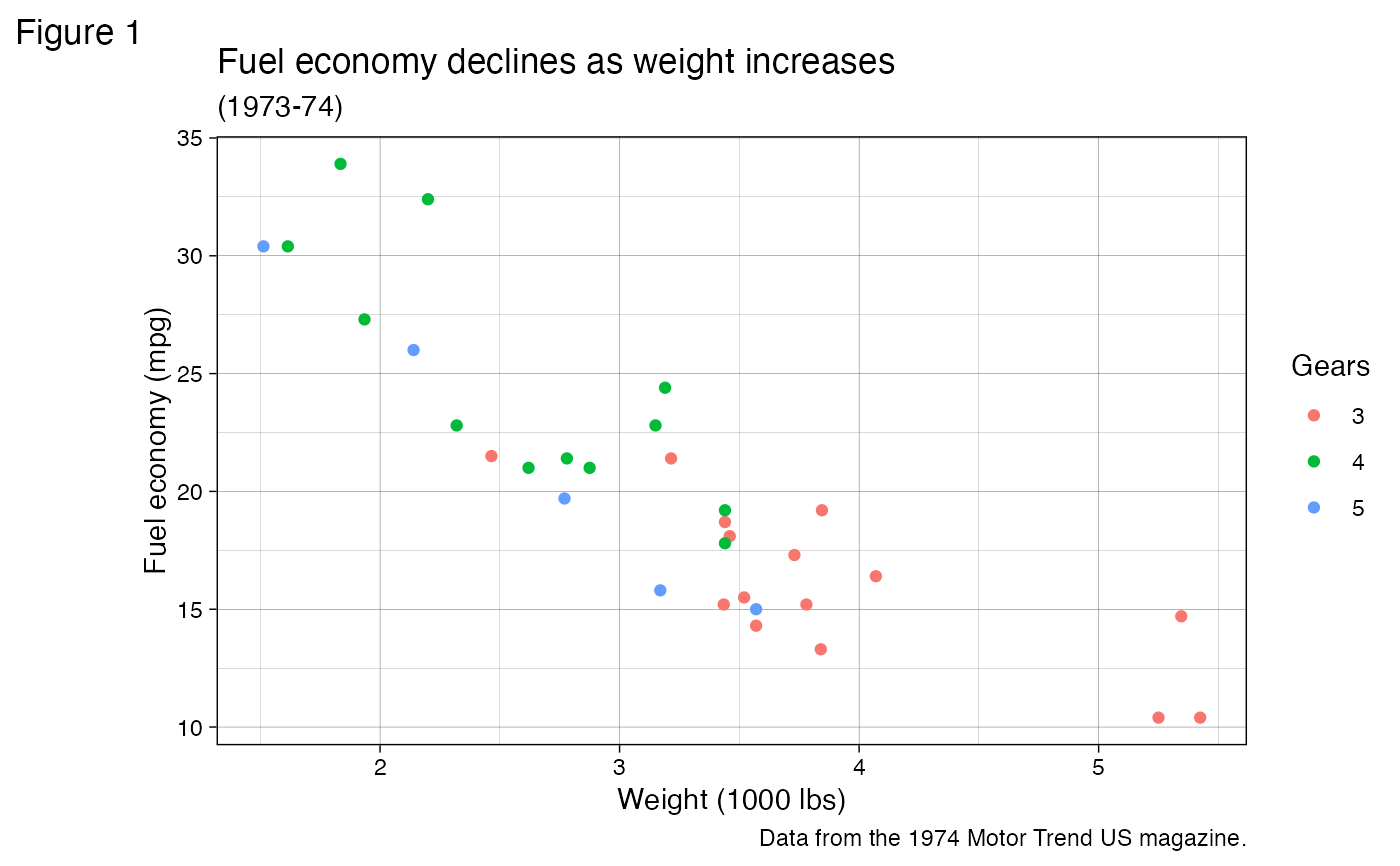 Figure 1
Fuel economy declines as weight increases
(1973-74)
35
30
25
20
15
10
Fuel economy (mpg)
2
3
4
5
Weight (1000 lbs)
Gears
3
4
5
Data from the 1974 Motor Trend US magazine.